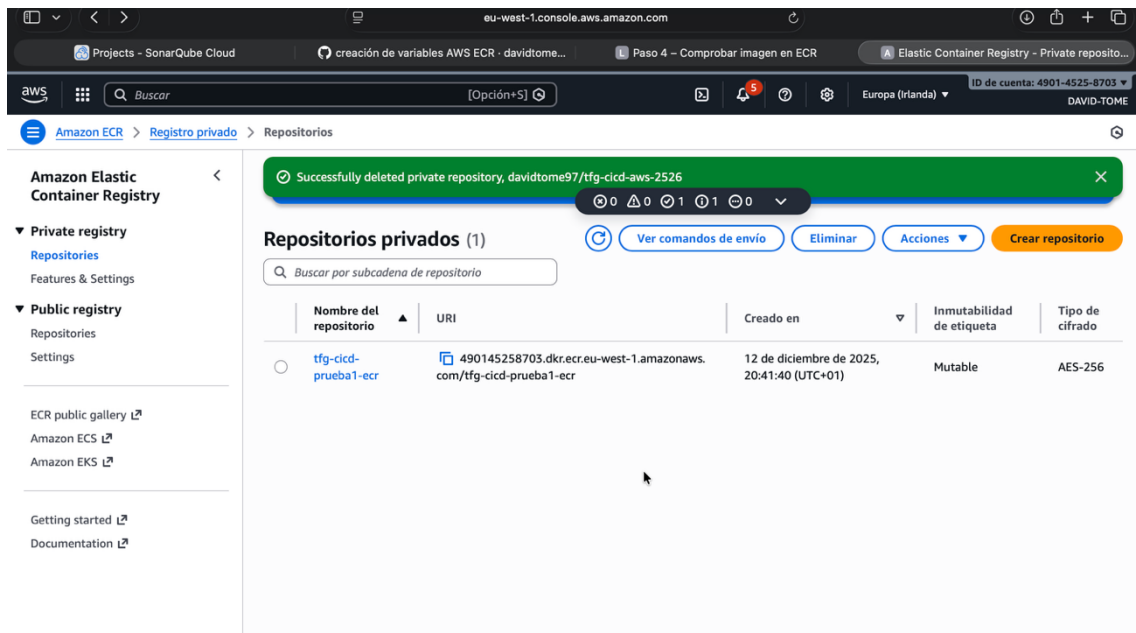 eu-west-1.console.aws.amazon.com
Projects - SonarQube Cloud
creación de variables AWS ECR · davidtome...
L Paso 4 – Comprobar imagen en ECR
A Elastic Container Registry - Private reposito...
aws
Buscar
[Opción+S]
5
Europa (Irlanda) ▼
ID de cuenta: 4901-4525-8703 ▼
DAVID-TOME
Amazon ECR > Registro privado > Repositorios
Amazon Elastic
Container Registry
Private registry
Repositories
Features & Settings
Public registry
Repositories
Settings
ECR public gallery
Amazon ECS
Amazon EKS
Getting started
Documentation
Successfully deleted private repository, davidtome97/tfg-cicd-aws-2526
0 0 1 1 0
Repositorios privados (1)
Ver comandos de envío
Eliminar
Acciones ▼
Crear repositorio
Buscar por subcadena de repositorio
Nombre del
repositorio
URI
Creado en
Inmutabilidad
de etiqueta
Tipo de
cifrado
tfg-cicd-
prueba1-ecr
490145258703.dkr.ecr.eu-west-1.amazonaws.
com/tfg-cicd-prueba1-ecr
12 de diciembre de 2025,
20:41:40 (UTC+01)
Mutable
AES-256